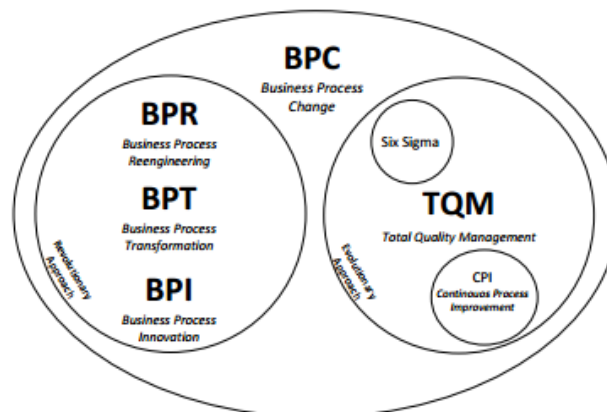 BPC
Business Process
Change
BPR
Business Process
Reengineering
BPT
Business Process
Transformation
BPI
Business Process
Innovation
Revolutionary
Approach
Six Sigma
TQM
Total Quality Management
Evolutionary
Approach
CPI
Continouos Process
Improvement